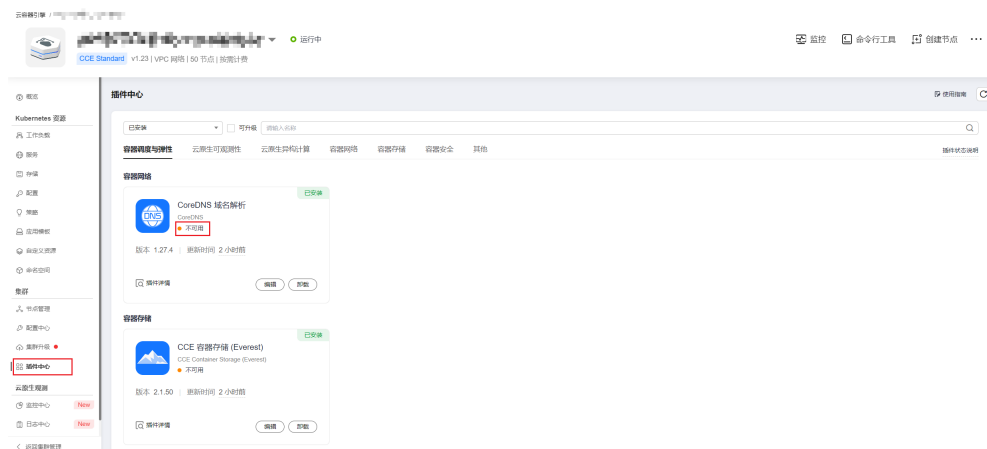 云容器引擎 /
运行中
监控 命令行工具 创建节点 ···
CCE Standard v1.23 | VPC 网络 | 50 节点 | 按需计费
概览
插件中心
使用指南
Kubernetes 资源
工作负载
服务
存储
配置
策略
应用模板
自定义资源
命名空间
集群
节点管理
配置中心
集群升级
插件中心
云原生观测
监控中心 New
日志中心 New
返回集群管理
已安装 可升级 请输入名称
容器调度与弹性 云原生可观测性 云原生异构计算 容器网络 容器存储 容器安全 其他 插件状态说明
容器网络
已安装
CoreDNS 域名解析
CoreDNS
不可用
版本 1.27.4 | 更新时间 2 小时前
插件详情 编辑 卸载
容器存储
已安装
CCE 容器存储 (Everest)
CCE Container Storage (Everest)
不可用
版本 2.1.50 | 更新时间 2 小时前
插件详情 编辑 卸载
DNS